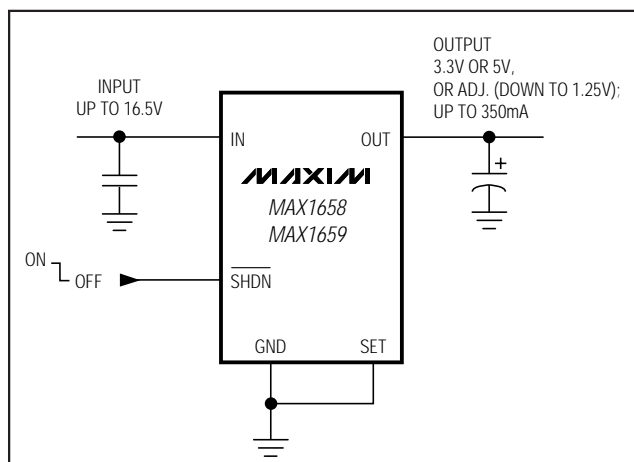 INPUT
UP TO 16.5V
OUTPUT
3.3V OR 5V,
OR ADJ. (DOWN TO 1.25V);
UP TO 350mA
IN
OUT
MAXIM
MAX1658
MAX1659
ON
OFF
SHDN
GND
SET
+